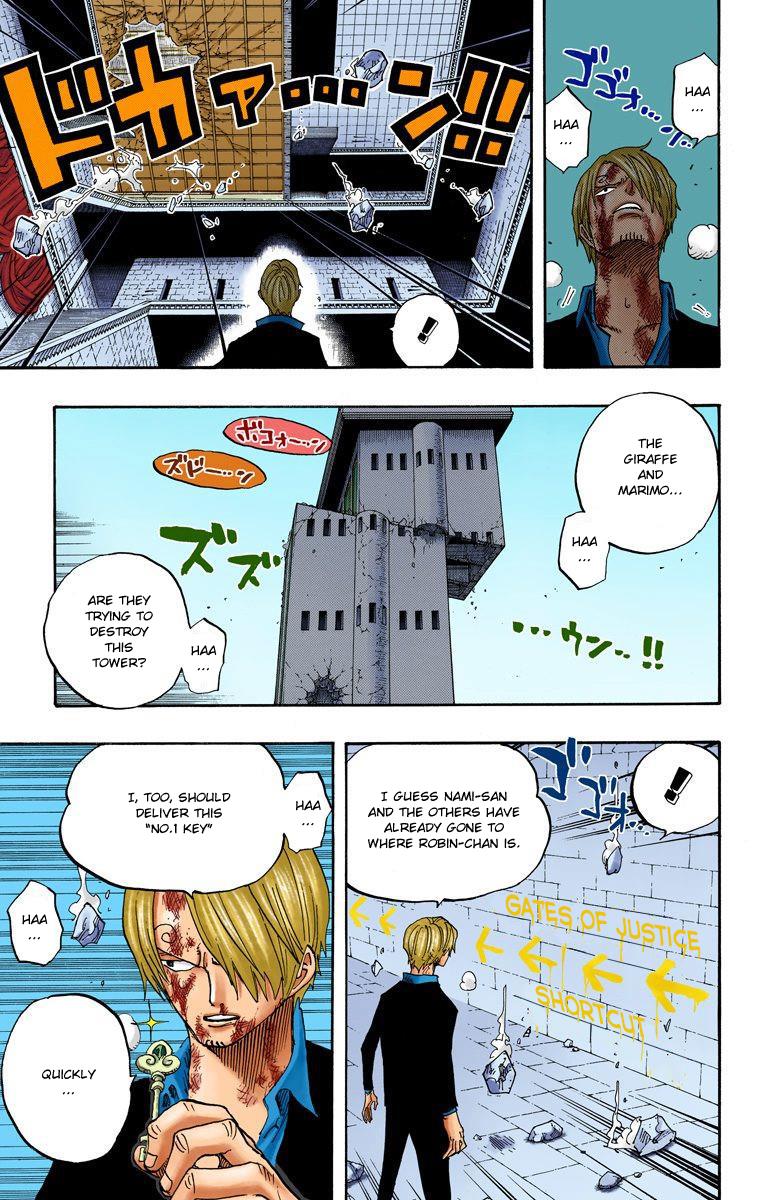 HAA
...
ゴゴゴォ...
HAA
...
ドカァ...ン!!
!
THE
GIRAFFE
AND
MARIMO...
HAA
...
ボコォーーン
ズドーーン
ズズ
...ウン..!!
ARE THEY
TRYING TO
DESTROY
THIS
TOWER?
HAA
...
!
ゴゴォ...
I GUESS NAMI-SAN
AND THE OTHERS HAVE
ALREADY GONE TO
WHERE ROBIN-CHAN IS.
GATES OF JUSTICE
SHORTCUT
HAA
...
I, TOO, SHOULD
DELIVER THIS
"NO.1 KEY"
HAA
...
QUICKLY
...